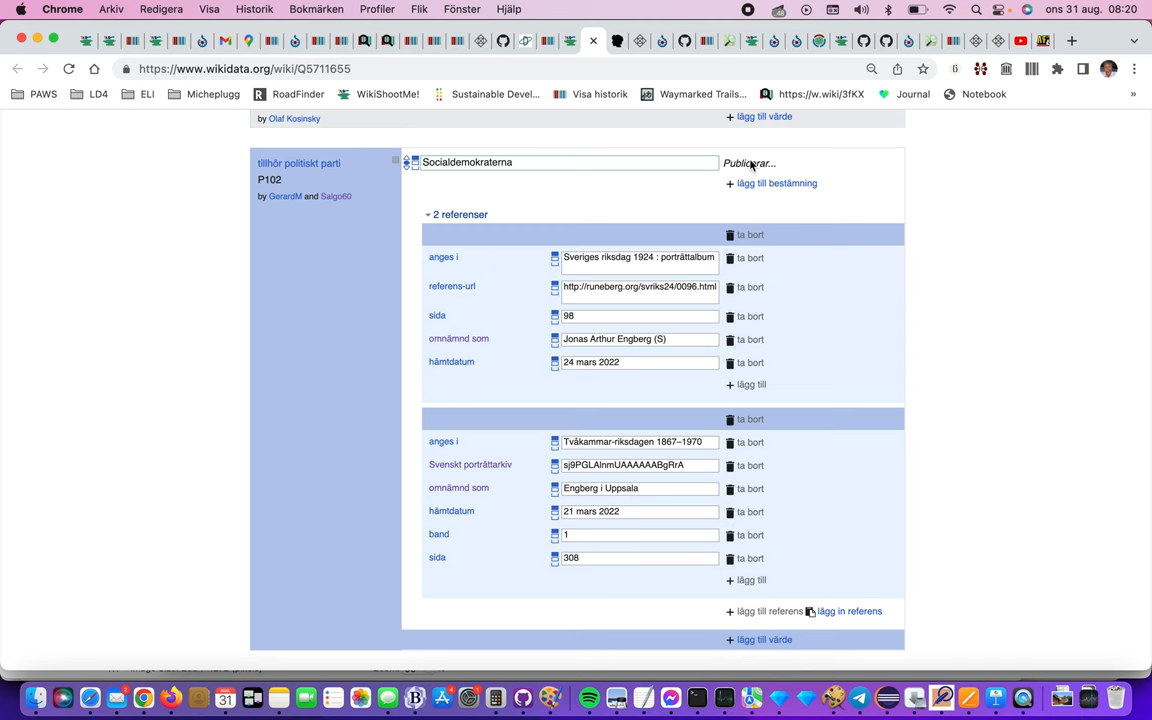 Chrome Arkiv Redigera Visa Historik Bokmärken Profiler Flik Fönster Hjälp ons 31 aug. 08:20
https://www.wikidata.org/wiki/Q5711655
PAWS LD4 ELI Micheplugg RoadFinder WikiShootMe! Sustainable Devel... Visa historik Waymarked Trails... https://w.wiki/3fKX Journal Notebook »
by Olaf Kosinsky
+ lägg till värde
tillhör politiskt parti
P102
by GerardM and Salgo60
Socialdemokraterna
Publicerar...
+ lägg till bestämning
2 referenser
ta bort
anges i Sveriges riksdag 1924 : porträttalbum ta bort
referens-url http://runeberg.org/svriks24/0096.html ta bort
sida 98 ta bort
omnämnd som Jonas Arthur Engberg (S) ta bort
hämtdatum 24 mars 2022 ta bort
+ lägg till
ta bort
anges i Tvåkammar-riksdagen 1867–1970 ta bort
Svenskt porträttarkiv sj9PGLAlnmUAAAAAABgRrA ta bort
omnämnd som Engberg i Uppsala ta bort
hämtdatum 21 mars 2022 ta bort
band 1 ta bort
sida 308 ta bort
+ lägg till
+ lägg till referens lägg in referens
+ lägg till värde